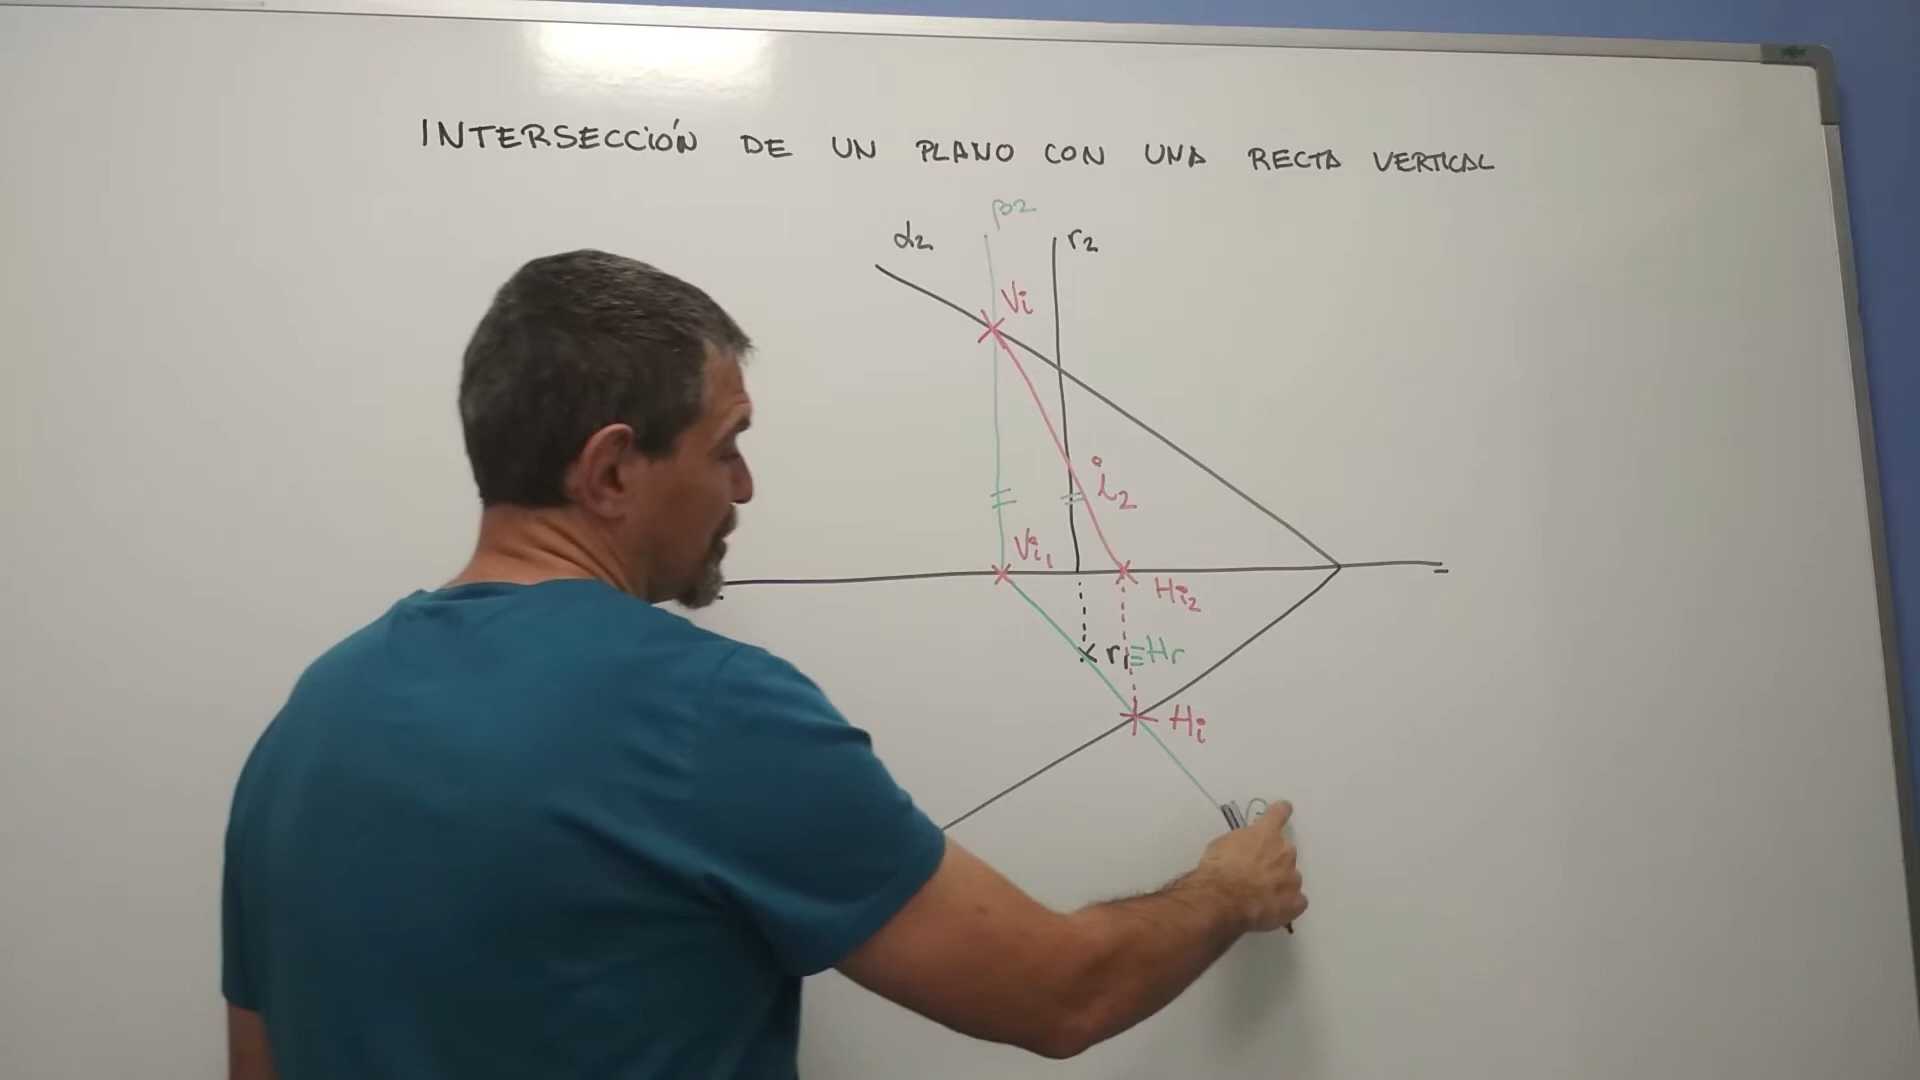 INTERSECCIÓN DE UN PLANO CON UNA RECTA VERTICAL
β2
α2
r2
Vi
i2
Vi1
Hi2
r1≡Hr
Hi